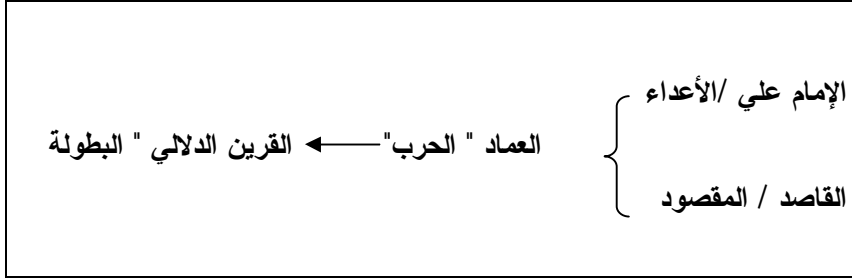 الإمام علي /الأعداء
العماد " الحرب" القرين الدلالي " البطولة
القاصد / المقصود